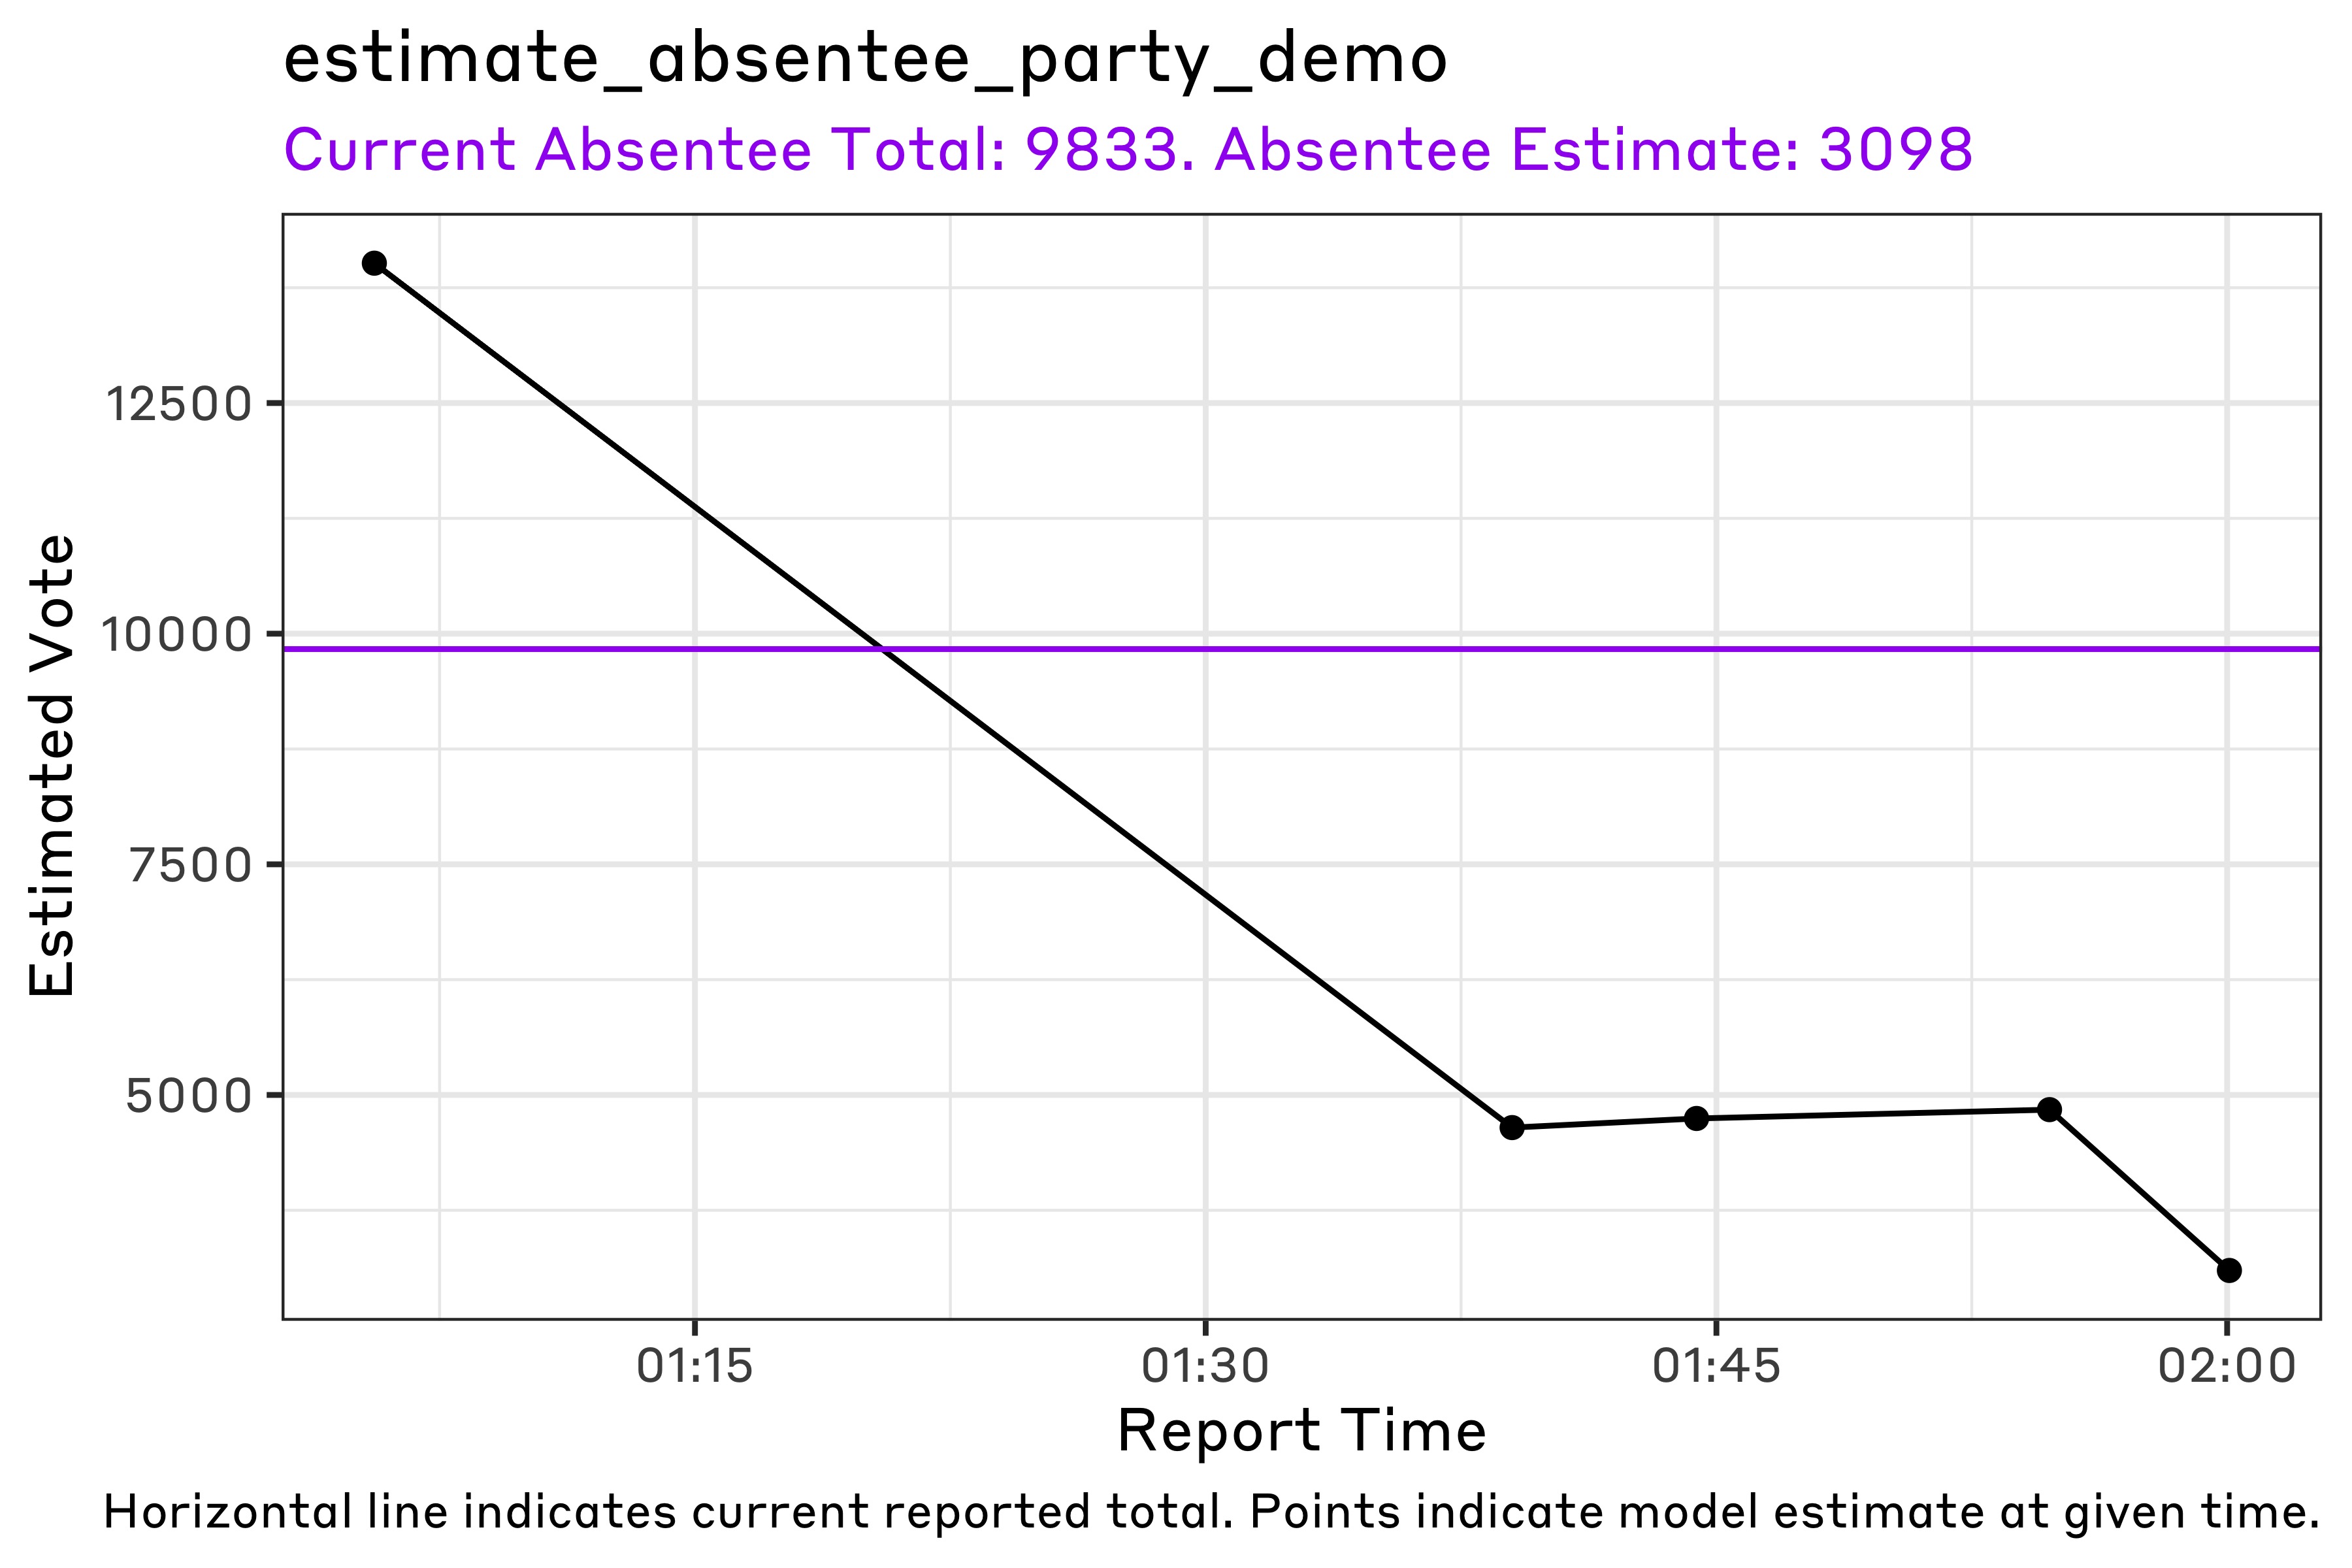 estimate_absentee_party_demo
Current Absentee Total: 9833. Absentee Estimate: 3098
Estimated Vote
12500
10000
7500
5000
01:15 01:30 01:45 02:00
Report Time
Horizontal line indicates current reported total. Points indicate model estimate at given time.